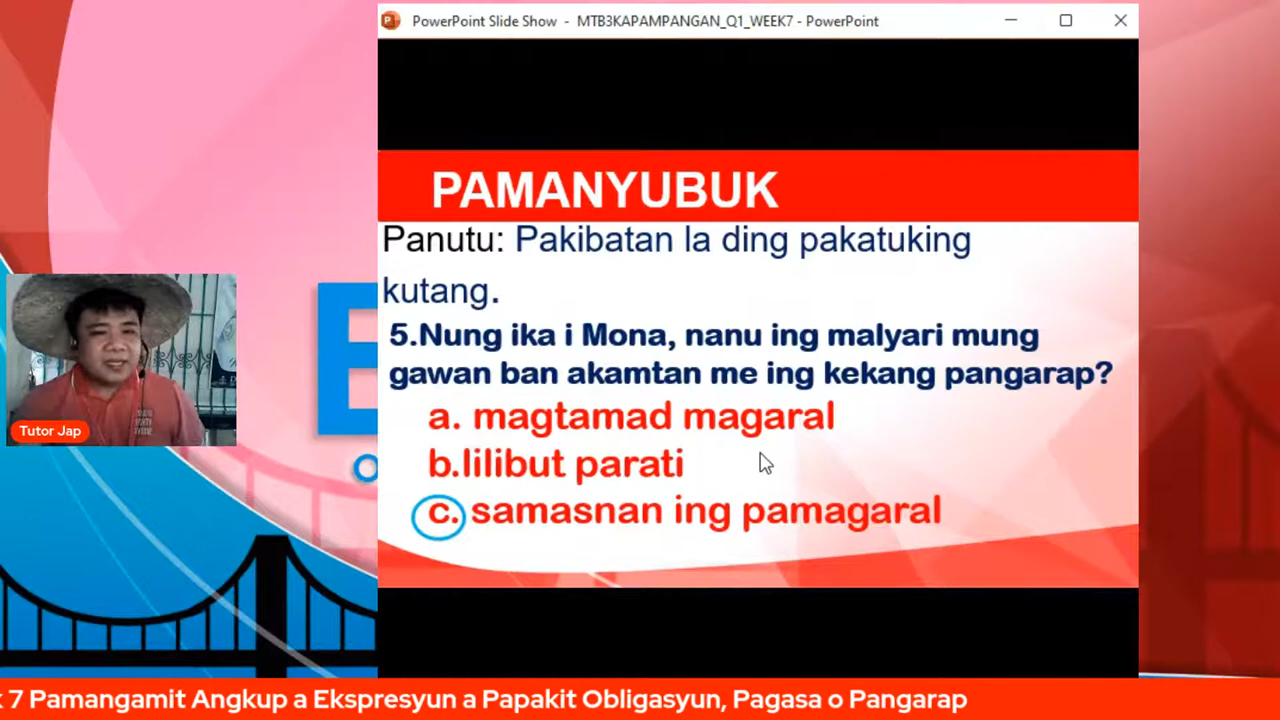 PowerPoint Slide Show - MTB3KAPAMPANGAN_Q1_WEEK7 - PowerPoint
PAMANYUBUK
Panutu: Pakibatan la ding pakatuking
kutang.
5.Nung ika i Mona, nanu ing malyari mung
gawan ban akamtan me ing kekang pangarap?
a. magtamad magaral
b.lilibut parati
c. samasnan ing pamagaral
Tutor Jap
7 Pamangamit Angkup a Ekspresyun a Papakit Obligasyun, Pagasa o Pangarap